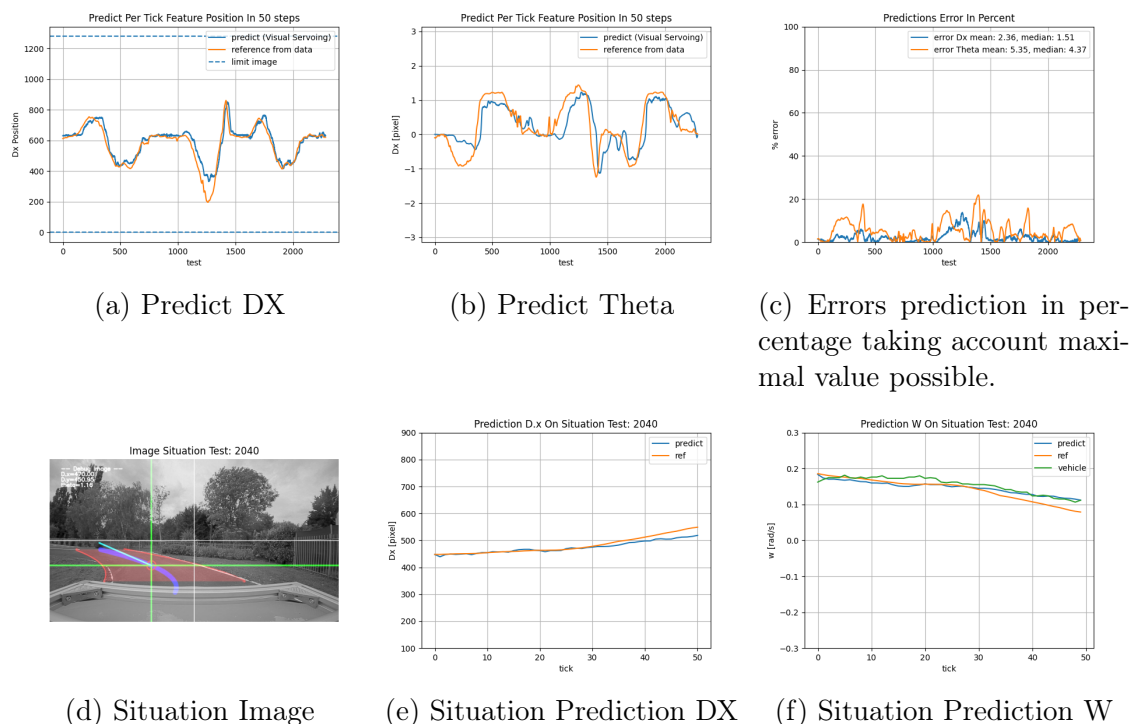 Predict Per Tick Feature Position In 50 steps
predict (Visual Servoing)
reference from data
limit image
Dx Position
1200
1000
800
600
400
200
0
0
500
1000
1500
2000
test
(a) Predict DX
Predict Per Tick Feature Position In 50 steps
predict (Visual Servoing)
reference from data
Dx [pixel]
3
2
1
0
−1
−2
−3
0
500
1000
1500
2000
test
(b) Predict Theta
Predictions Error In Percent
error Dx mean: 2.36, median: 1.51
error Theta mean: 5.35, median: 4.37
% error
100
80
60
40
20
0
0
500
1000
1500
2000
test
(c) Errors prediction in per-
centage taking account maxi-
mal value possible.
Image Situation Test: 2040
(d) Situation Image
Prediction D.x On Situation Test: 2040
predict
ref
Dx [pixel]
900
800
700
600
500
400
300
200
100
0
10
20
30
40
50
tick
(e) Situation Prediction DX
Prediction W On Situation Test: 2040
predict
ref
vehicle
w [rad/s]
0.3
0.2
0.1
0.0
−0.1
−0.2
−0.3
0
10
20
30
40
50
tick
(f) Situation Prediction W